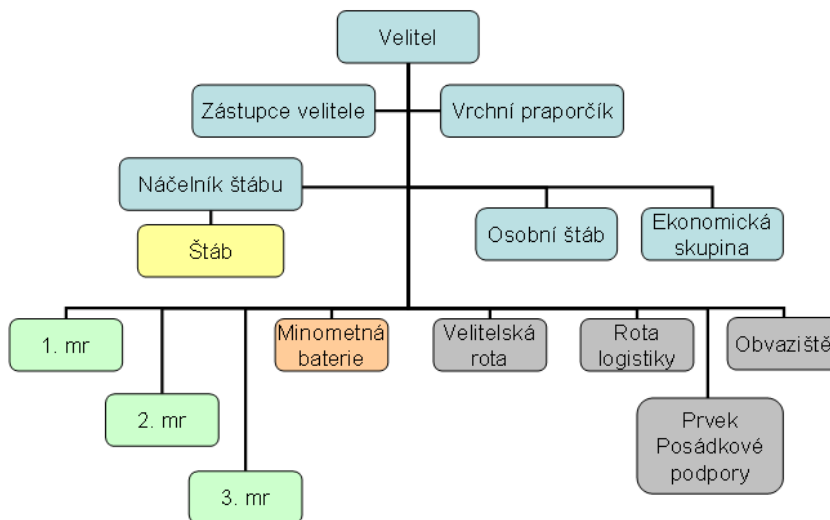 Velitel
Zástupce velitele
Vrchní praporčík
Náčelník štábu
Štáb
Osobní štáb
Ekonomická
skupina
1. mr
2. mr
3. mr
Minometná
baterie
Velitelská
rota
Rota
logistiky
Prvek
Posádkové
podpory
Obvaziště